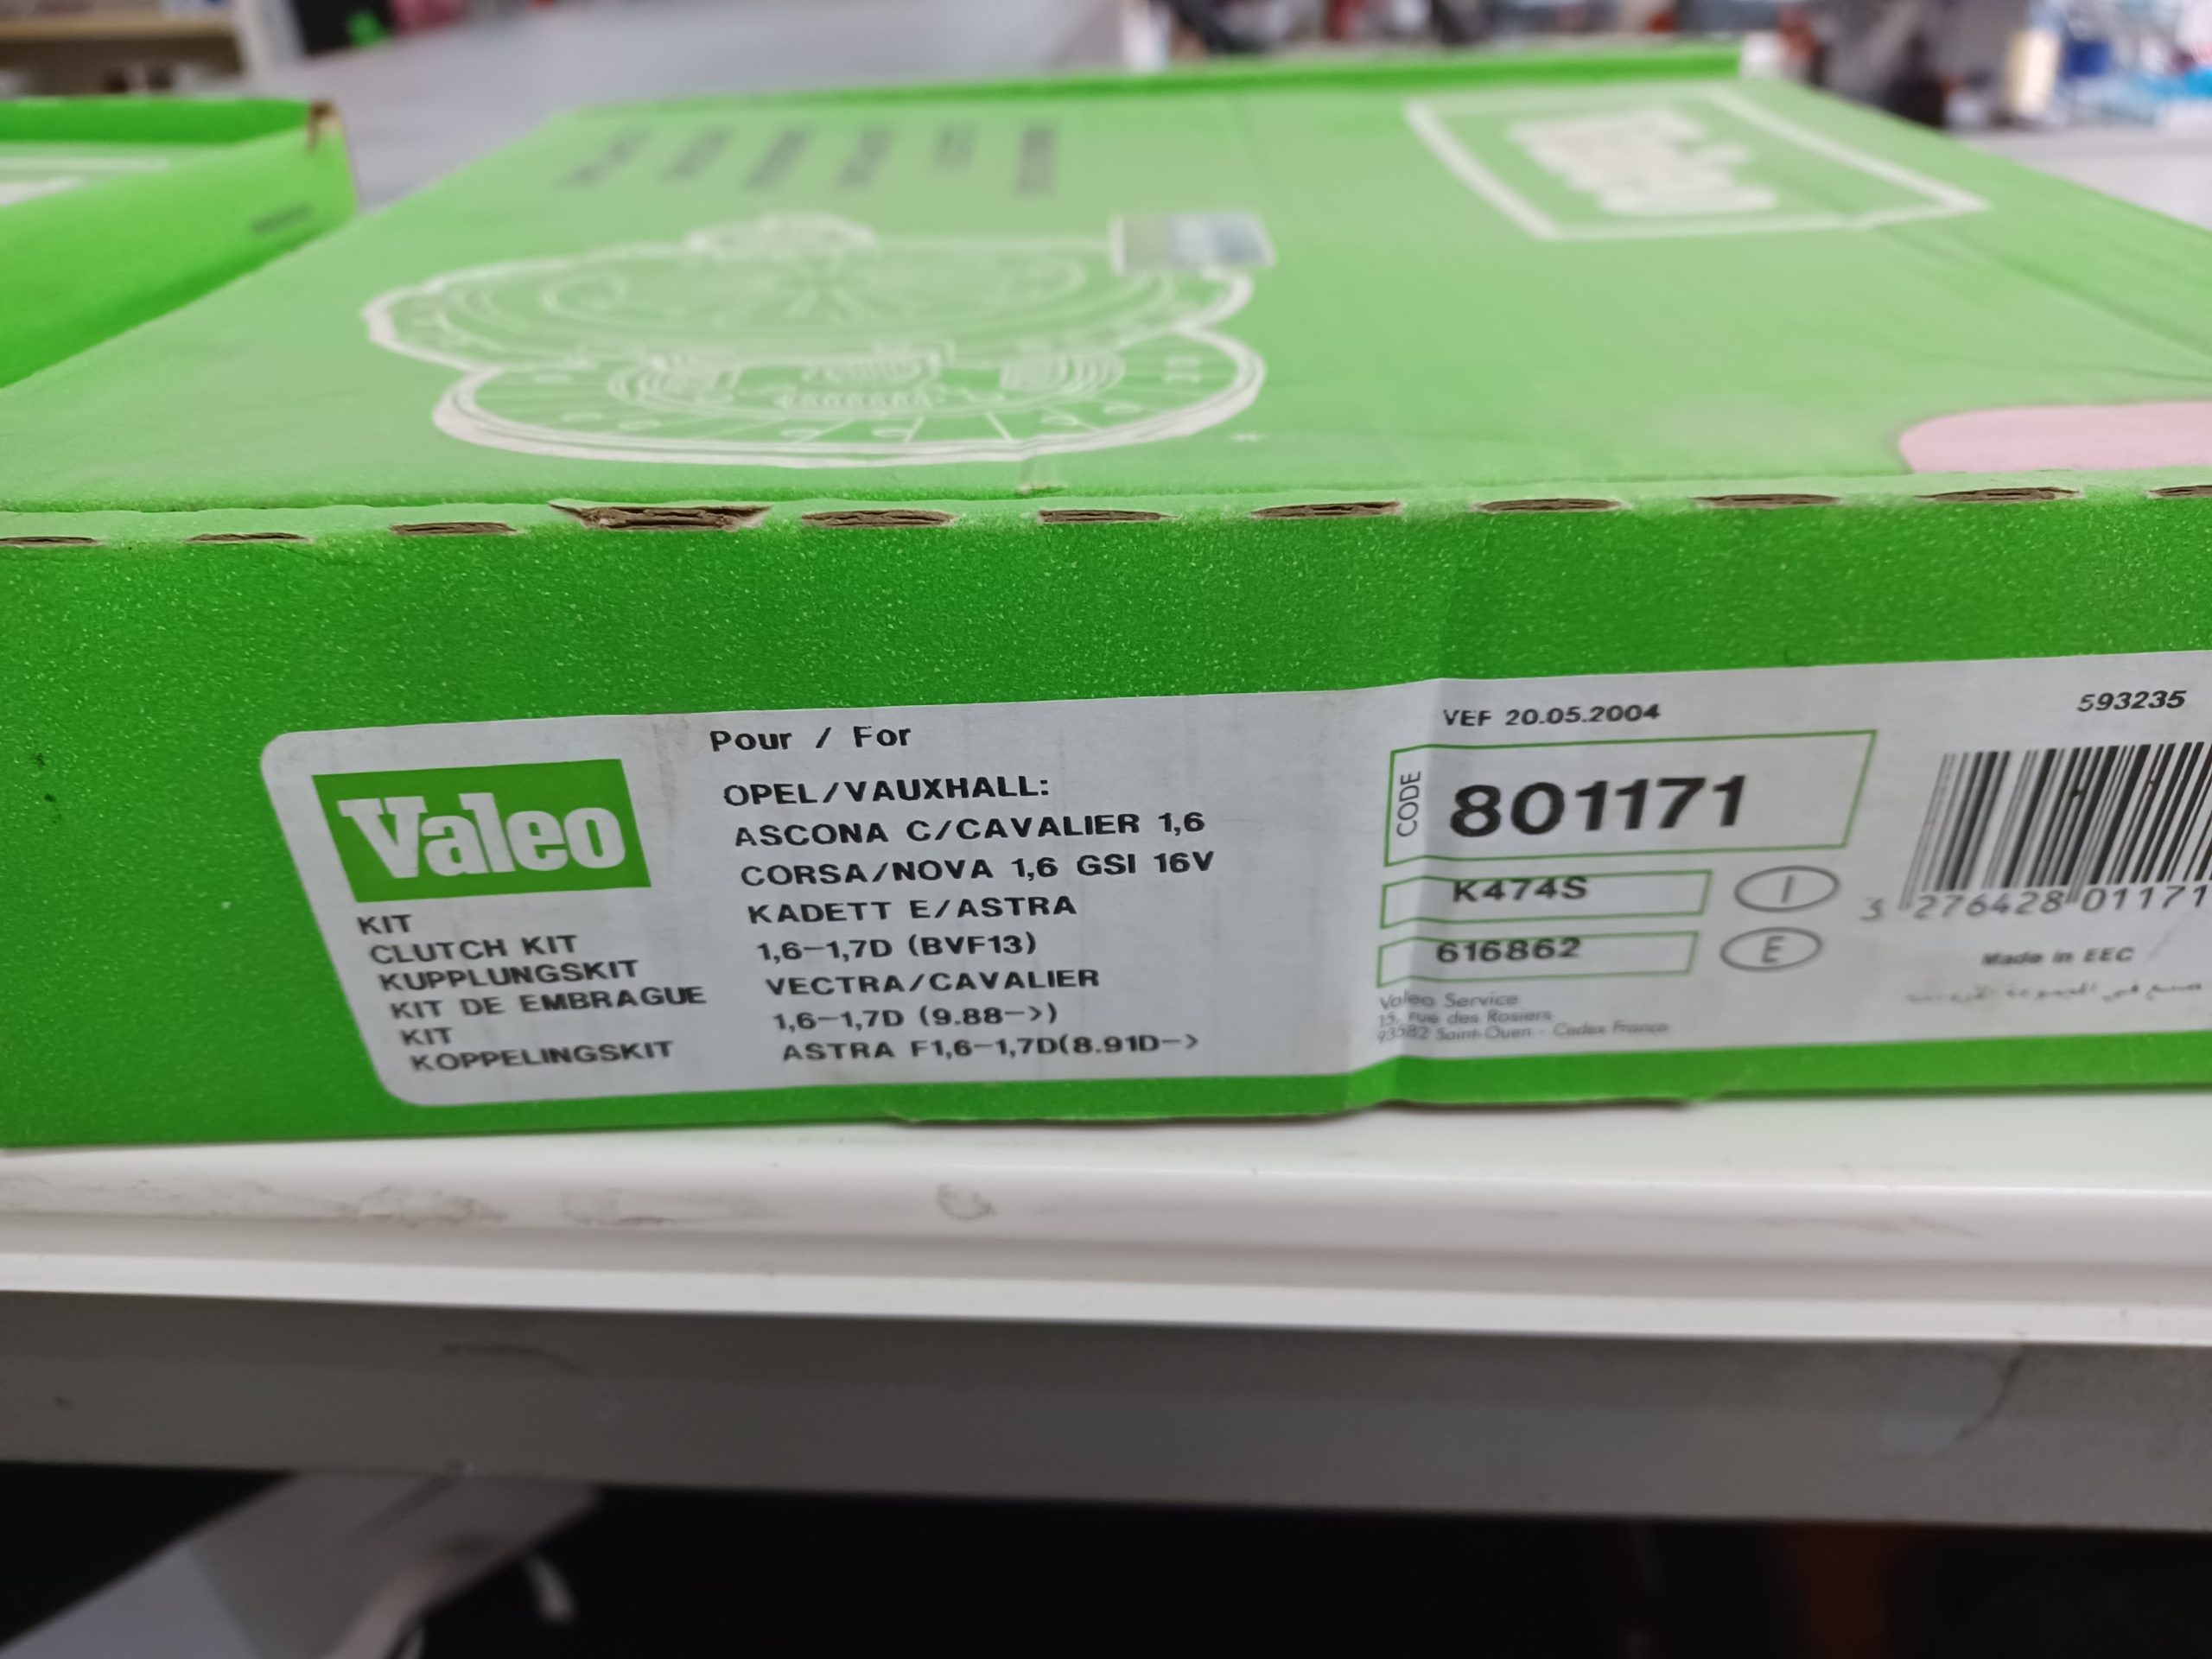 Valeo
KIT
CLUTCH KIT
KUPPLUNGSKIT
KIT DE EMBRAGUE
KIT
KOPPELINGSKIT
Pour / For
OPEL/VAUXHALL:
ASCONA C/CAVALIER 1,6
CORSA/NOVA 1,6 GSI 16V
KADETT E/ASTRA
1,6-1,7D (BVF13)
VECTRA/CAVALIER
1,6-1,7D (9.88->)
ASTRA F1,6-1,7D(8.91D->
VEF 20.05.2004
CODE 801171
K474S I
616862 E
Valeo Service
15, rue des Rosiers
93582 Saint-Ouen - Cedex France
593235
3 276428 01171
Made in EEC